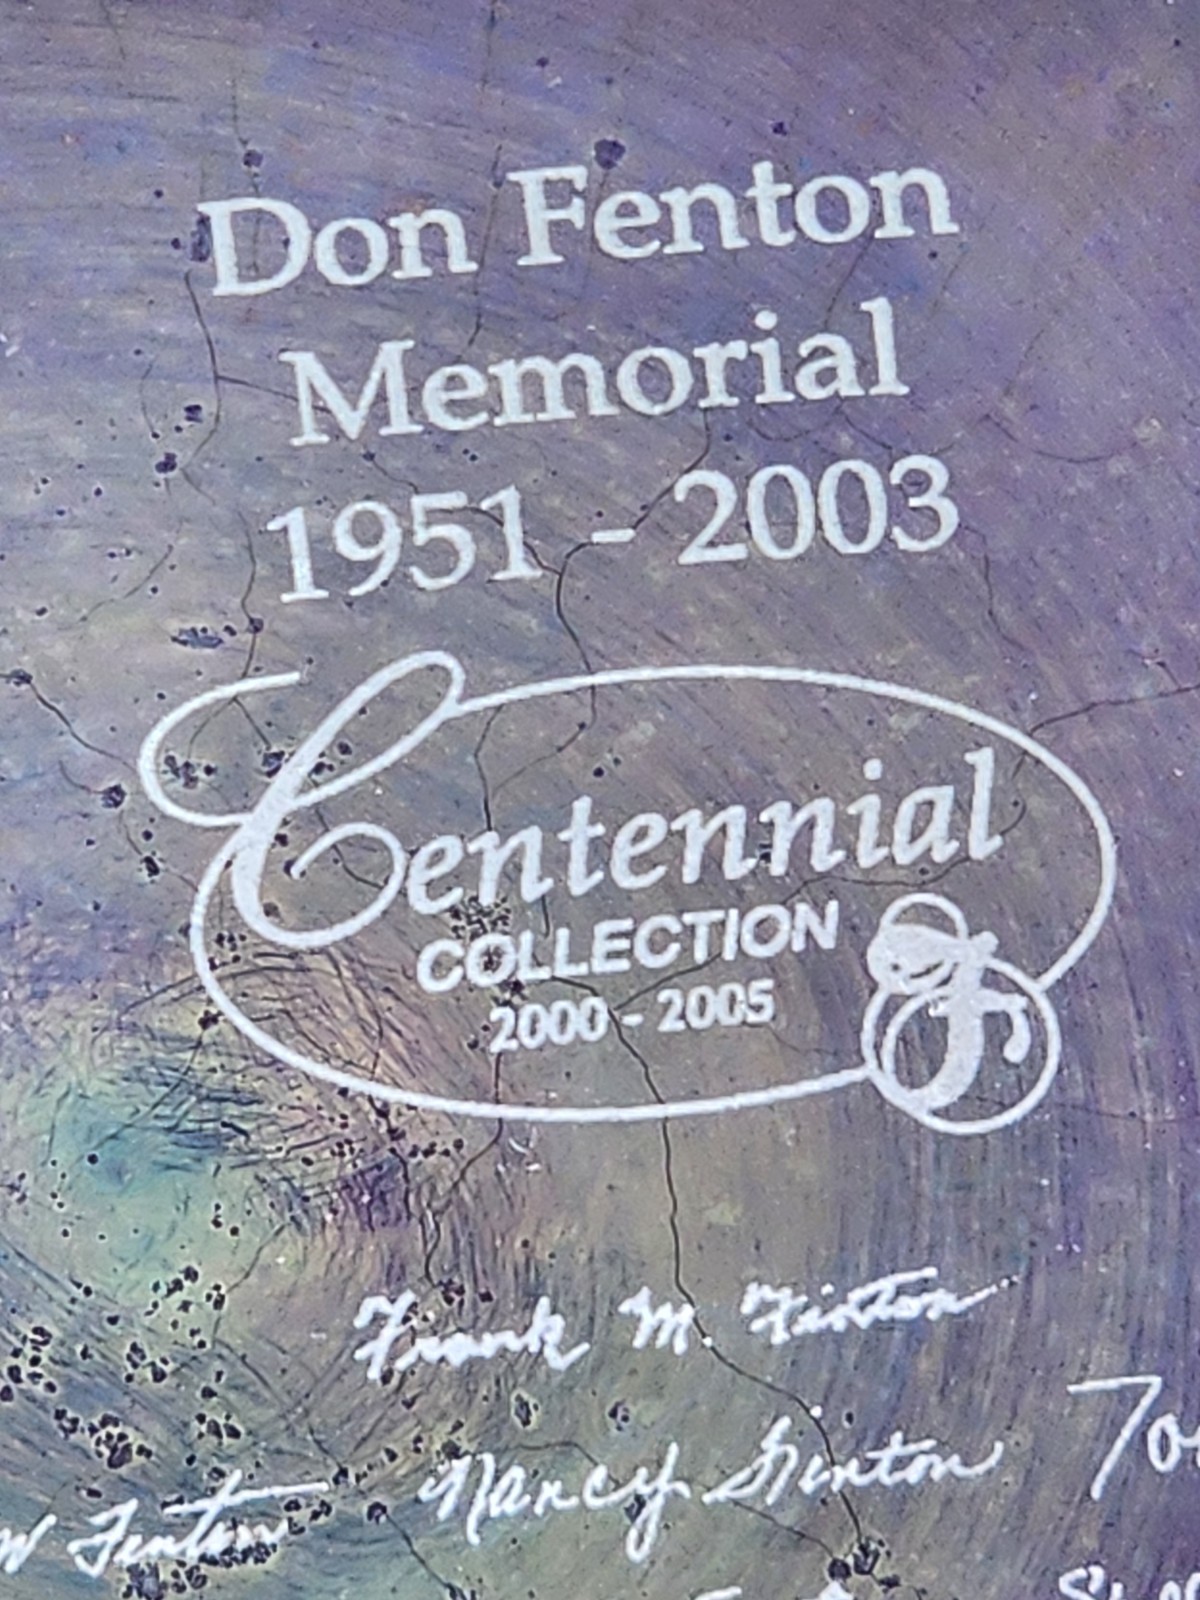 Don Fenton
Memorial
1951 - 2003
Centennial
COLLECTION
2000 - 2005
F
Frank M. Fenton
W Fenton
Nancy Fenton